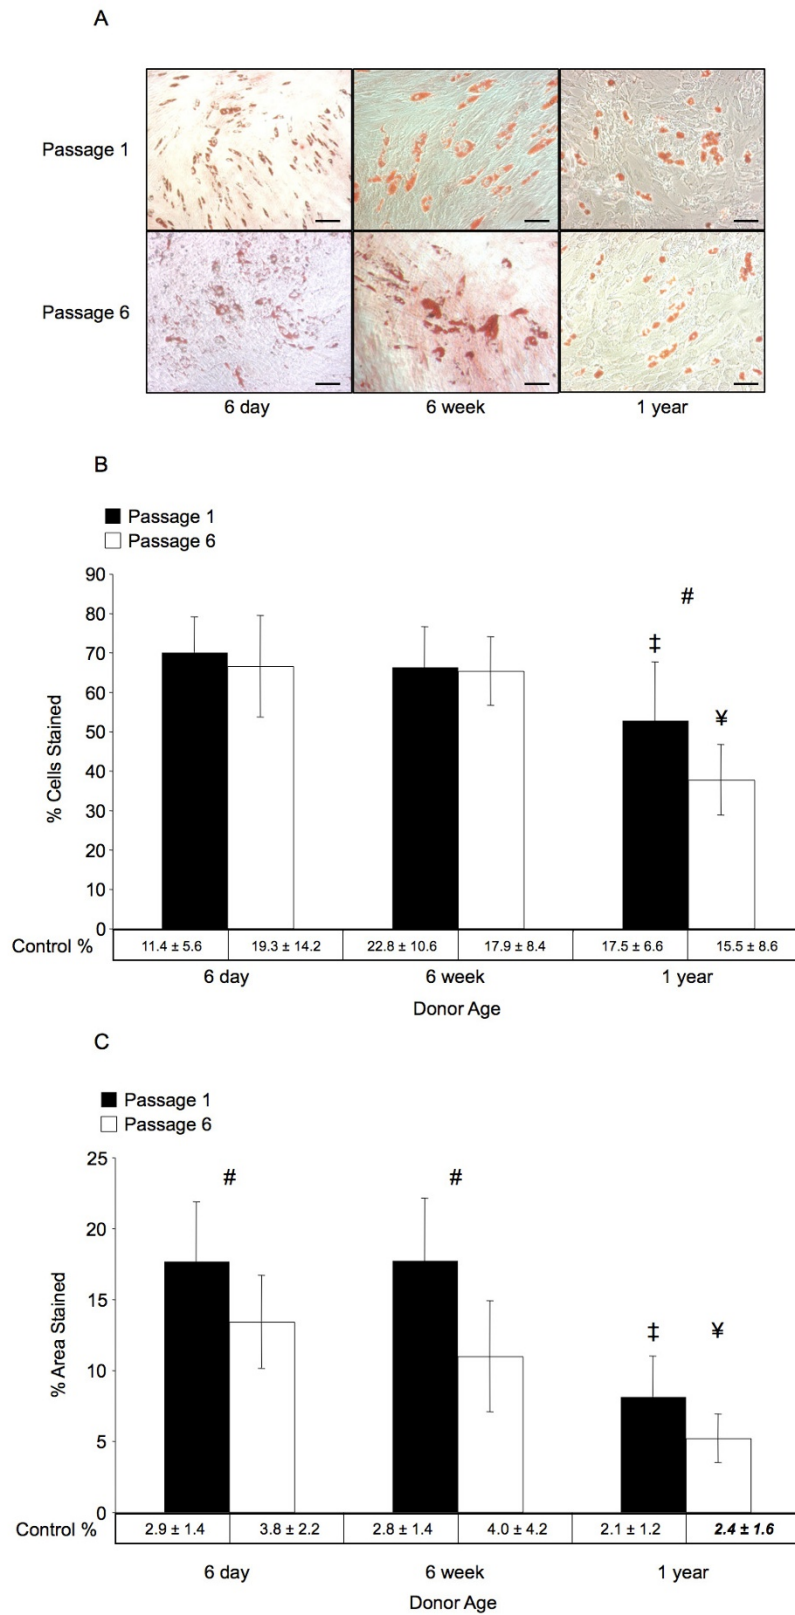 A
Passage 1
Passage 6
6 day 6 week 1 year
B
Passage 1
Passage 6
90
80
70
60
50
40
30
20
10
0
% Cells Stained
#
‡
¥
Control % 11.4 ± 5.6 19.3 ± 14.2 22.8 ± 10.6 17.9 ± 8.4 17.5 ± 6.6 15.5 ± 8.6
6 day 6 week 1 year
Donor Age
C
Passage 1
Passage 6
25
20
15
10
5
0
% Area Stained
# #
‡ ¥
Control % 2.9 ± 1.4 3.8 ± 2.2 2.8 ± 1.4 4.0 ± 4.2 2.1 ± 1.2 2.4 ± 1.6
6 day 6 week 1 year
Donor Age